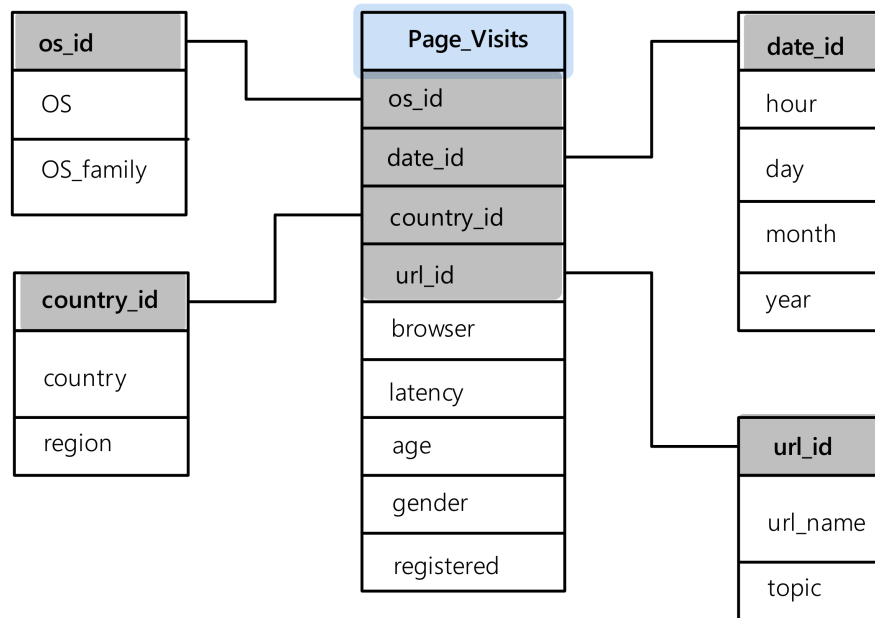 os_id
OS
OS_family
country_id
country
region
Page_Visits
os_id
date_id
country_id
url_id
browser
latency
age
gender
registered
date_id
hour
day
month
year
url_id
url_name
topic